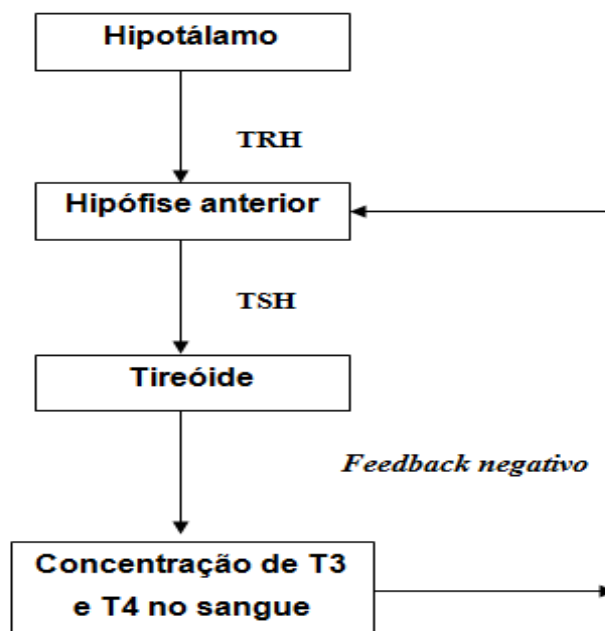 Hipotálamo
TRH
Hipófise anterior
TSH
Tireóide
Feedback negativo
Concentração de T3
e T4 no sangue